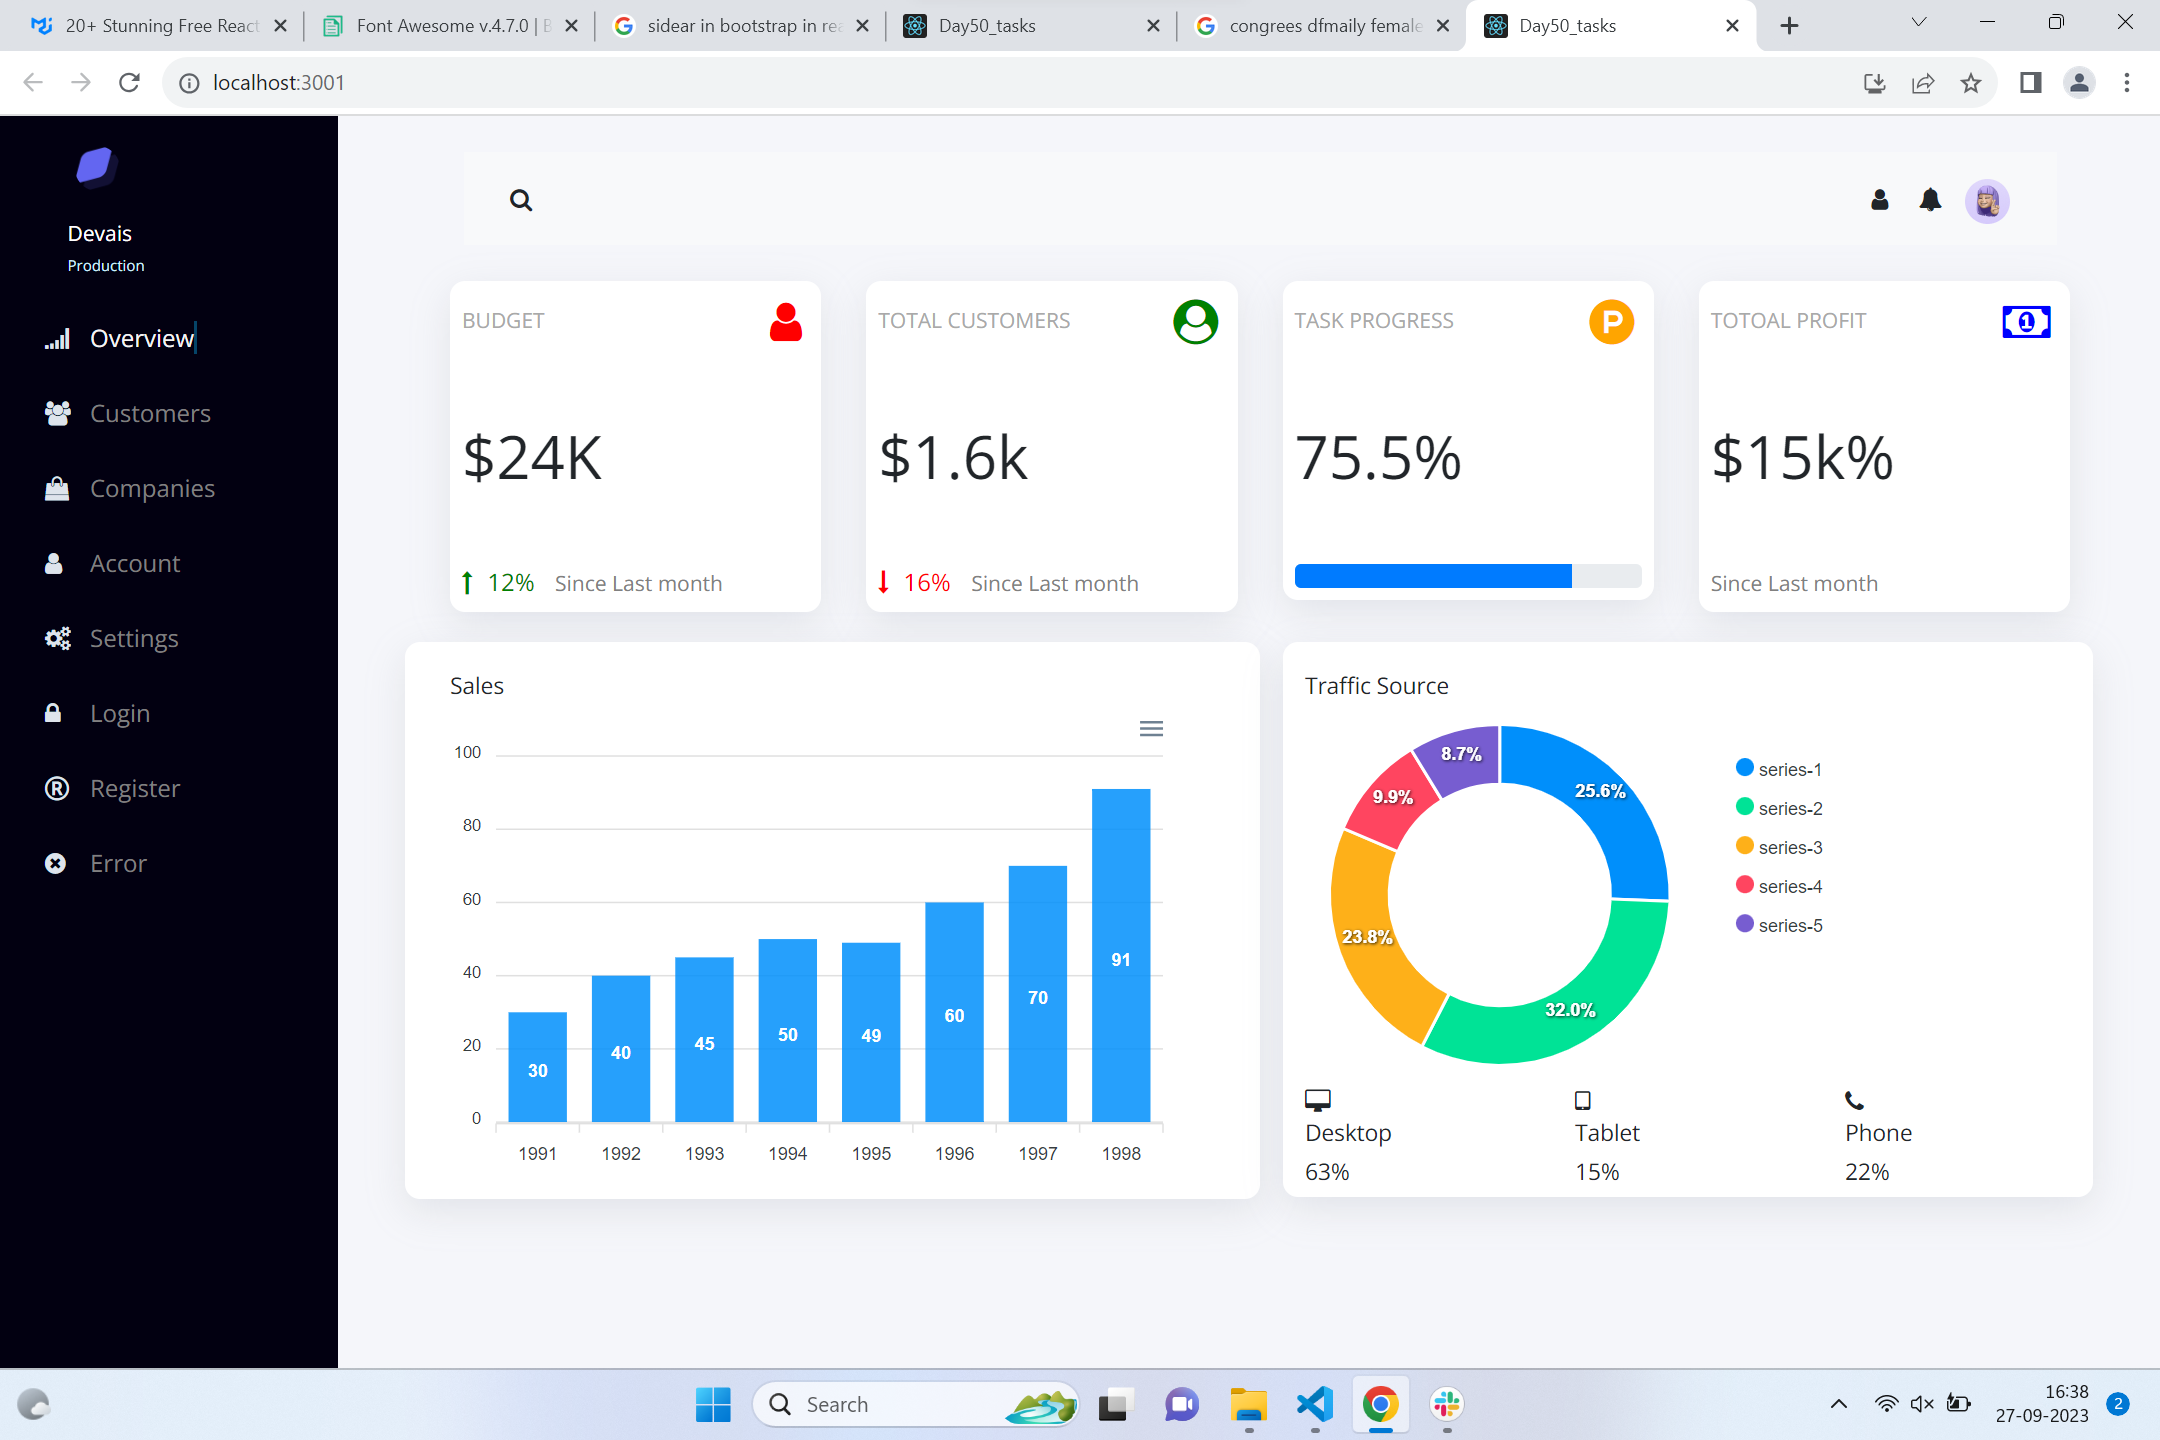 20+ Stunning Free React
Font Awesome v.4.7.0 | B
sidear in bootstrap in rea
Day50_tasks
congrees dfmaily female
Day50_tasks
localhost:3001
Devais
Production
Overview
Customers
Companies
Account
Settings
Login
Register
Error
BUDGET
$24K
12% Since Last month
TOTAL CUSTOMERS
$1.6k
16% Since Last month
TASK PROGRESS
P
75.5%
TOTOAL PROFIT
1
$15k%
Since Last month
Sales
100
80
60
40
20
0
30
40
45
50
49
60
70
91
1991
1992
1993
1994
1995
1996
1997
1998
Traffic Source
8.7%
25.6%
9.9%
23.8%
32.0%
series-1
series-2
series-3
series-4
series-5
Desktop
63%
Tablet
15%
Phone
22%
Search
16:38
27-09-2023
2